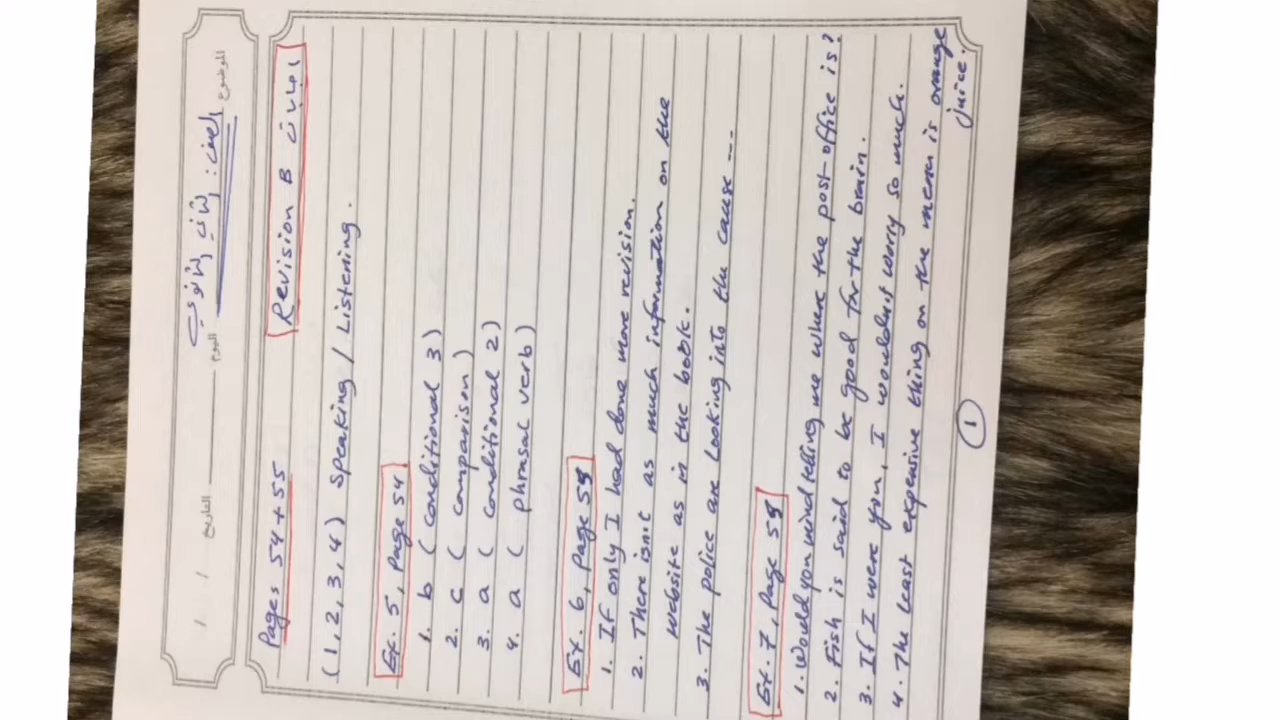 الموضوع الصف: الثاني الثانوي
اليوم
التاريخ / /
Revision B إجابات
Pages 54+55
(1, 2, 3, 4) Speaking / Listening.
Ex. 5, Page 54
1. b (conditional 3)
2. c (comparison)
3. a (conditional 2)
4. a (phrasal verb)
Ex. 6, Page 54
1. If only I had done more revision.
2. There isn't as much information on the
website as in the book.
3. The police are looking into the cause ...
Ex. 7, Page 54
1. Would you mind telling me where the post-office is?
2. Fish is said to be good for the brain.
3. If I were you, I wouldn't worry so much.
4. The least expensive thing on the menu is orange
juice.
1